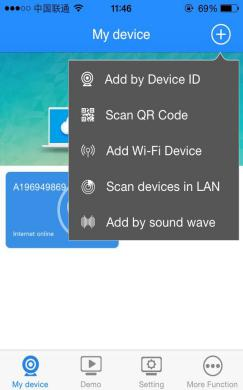 中国联通 11:46 69%
My device
Add by Device ID
Scan QR Code
Add Wi-Fi Device
Scan devices in LAN
Add by sound wave
A196949869
Internet online
My device Demo Setting More Function